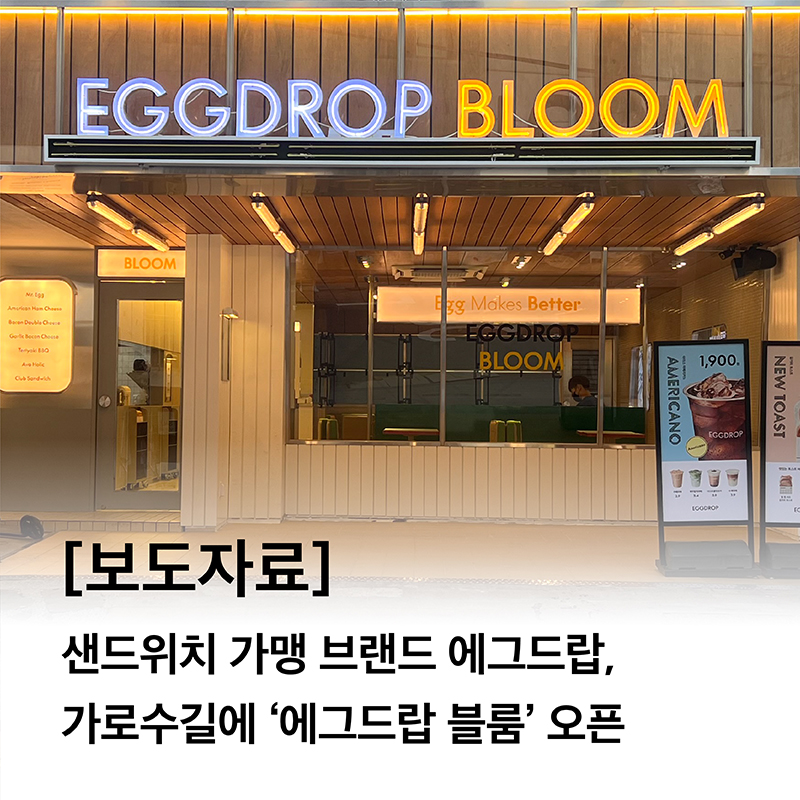 EGGDROP BLOOM
BLOOM
Mr. Egg
American Ham Cheese
Bacon Double Cheese
Garlic Bacon Cheese
Teriyaki BBQ
Avo Holic
Club Sandwich
Egg Makes Better
EGGDROP
BLOOM
1,900.
AMERICANO
EGGDROP
EGGDROP
NEW TOAST
[보도자료]
샌드위치 가맹 브랜드 에그드랍,
가로수길에 ‘에그드랍 블룸’ 오픈